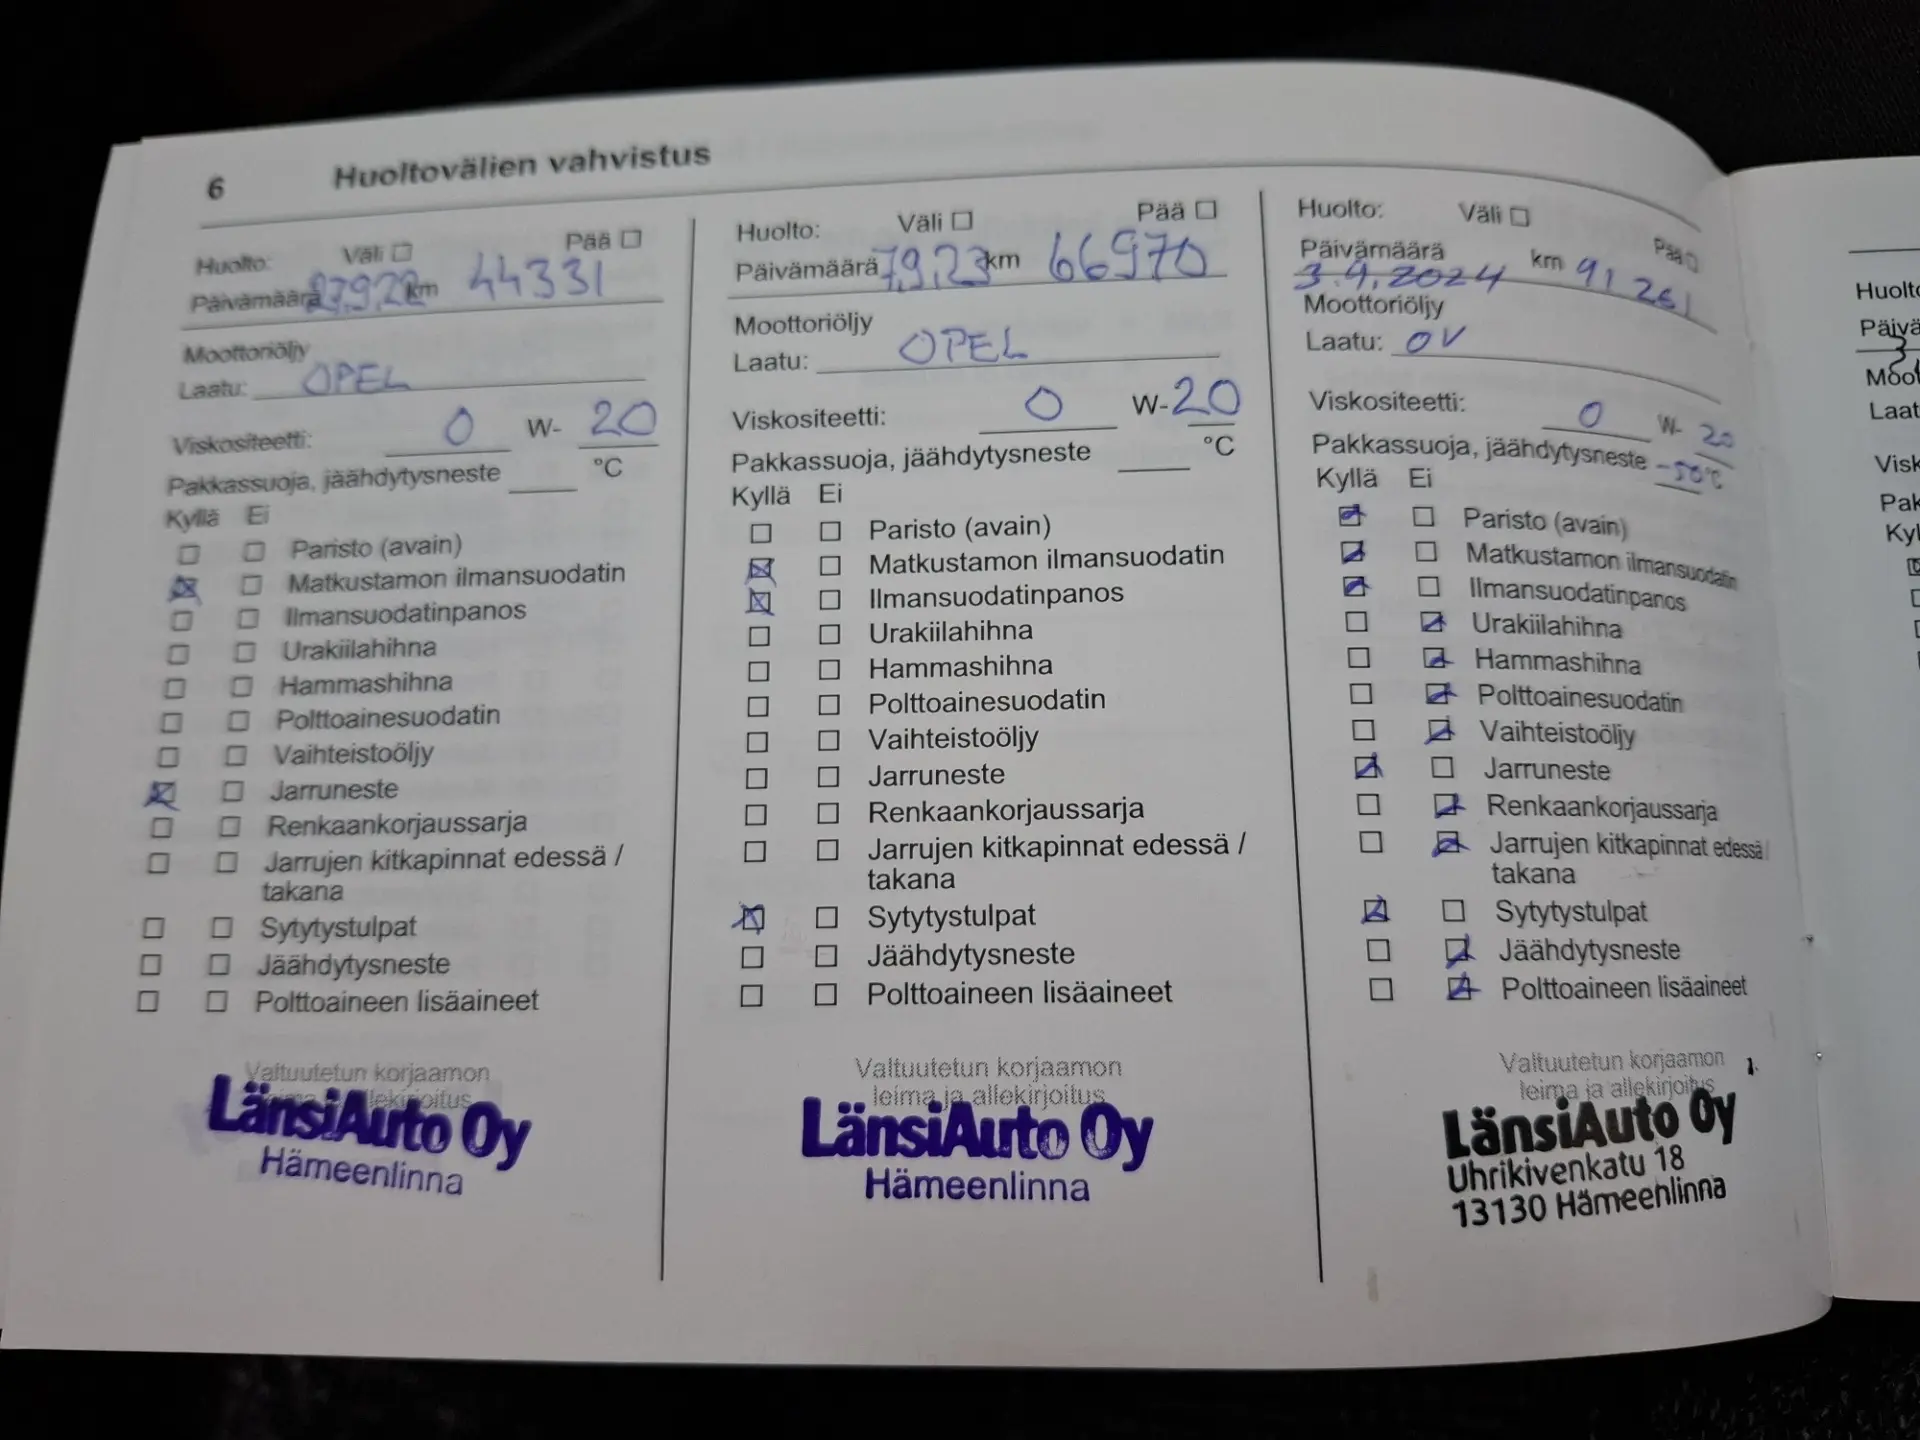 6 Huoltovälien vahvistus
Huolto: Väli Pää
Päivämäärä 27.9.22 km 44331
Moottoriöljy
Laatu: OPEL
Viskositeetti: 0 W- 20
Pakkassuoja, jäähdytysneste °C
Kyllä Ei
Paristo (avain)
Matkustamon ilmansuodatin
Ilmansuodatinpanos
Urakiilahihna
Hammashihna
Polttoainesuodatin
Vaihteistoöljy
Jarruneste
Renkaankorjaussarja
Jarrujen kitkapinnat edessä /
takana
Sytytystulpat
Jäähdytysneste
Polttoaineen lisäaineet
Valtuutetun korjaamon
leima ja allekirjoitus
LänsiAuto Oy
Hämeenlinna
Huolto: Väli Pää
Päivämäärä 7.9.23 km 66970
Moottoriöljy
Laatu: OPEL
Viskositeetti: 0 W-20
Pakkassuoja, jäähdytysneste °C
Kyllä Ei
Paristo (avain)
Matkustamon ilmansuodatin
Ilmansuodatinpanos
Urakiilahihna
Hammashihna
Polttoainesuodatin
Vaihteistoöljy
Jarruneste
Renkaankorjaussarja
Jarrujen kitkapinnat edessä /
takana
Sytytystulpat
Jäähdytysneste
Polttoaineen lisäaineet
Valtuutetun korjaamon
leima ja allekirjoitus
LänsiAuto Oy
Hämeenlinna
Huolto: Väli Pää
Päivämäärä km 91261
3.9.2024
Moottoriöljy
Laatu: OV
Viskositeetti: 0 W- 20
Pakkassuoja, jäähdytysneste -50°C
Kyllä Ei
Paristo (avain)
Matkustamon ilmansuodatin
Ilmansuodatinpanos
Urakiilahihna
Hammashihna
Polttoainesuodatin
Vaihteistoöljy
Jarruneste
Renkaankorjaussarja
Jarrujen kitkapinnat edessä /
takana
Sytytystulpat
Jäähdytysneste
Polttoaineen lisäaineet
Valtuutetun korjaamon
leima ja allekirjoitus
LänsiAuto Oy
Uhrikivenkatu 18
13130 Hämeenlinna